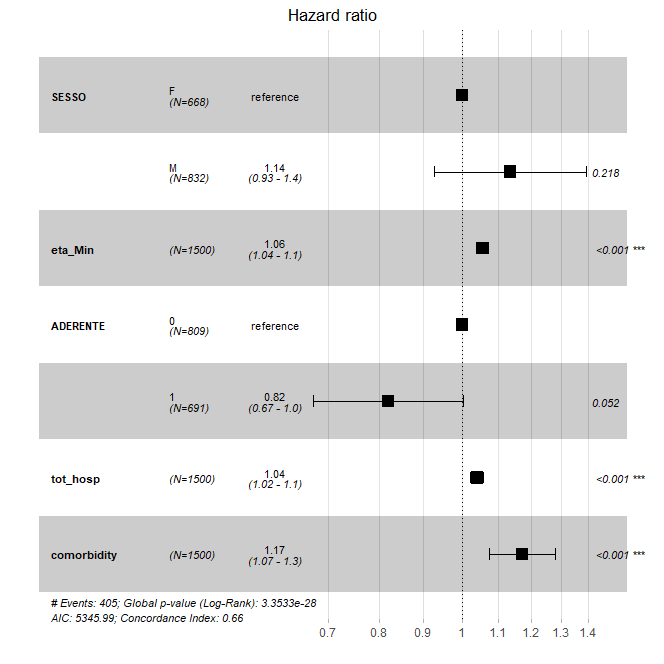 Hazard ratio
SESSO
F
(N=668)
reference
M
(N=832)
1.14
(0.93 - 1.4)
0.218
eta_Min
(N=1500)
1.06
(1.04 - 1.1)
<0.001 ***
ADERENTE
0
(N=809)
reference
1
(N=691)
0.82
(0.67 - 1.0)
0.052
tot_hosp
(N=1500)
1.04
(1.02 - 1.1)
<0.001 ***
comorbidity
(N=1500)
1.17
(1.07 - 1.3)
<0.001 ***
# Events: 405; Global p-value (Log-Rank): 3.3533e-28
AIC: 5345.99; Concordance Index: 0.66
0.7 0.8 0.9 1 1.1 1.2 1.3 1.4